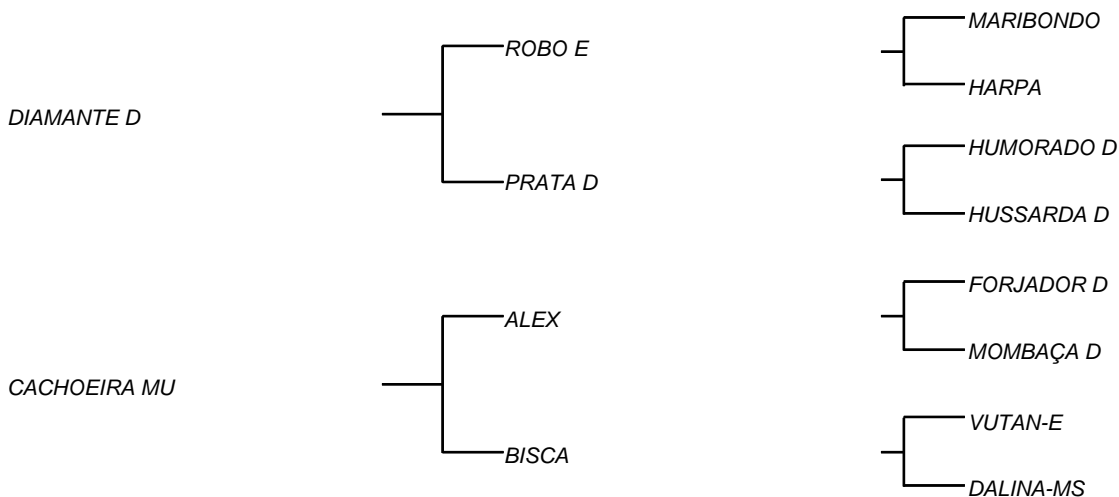 MARIBONDO
ROBO E
HARPA
DIAMANTE D
HUMORADO D
PRATA D
HUSSARDA D
FORJADOR D
ALEX
MOMBAÇA D
CACHOEIRA MU
VUTAN-E
BISCA
DALINA-MS